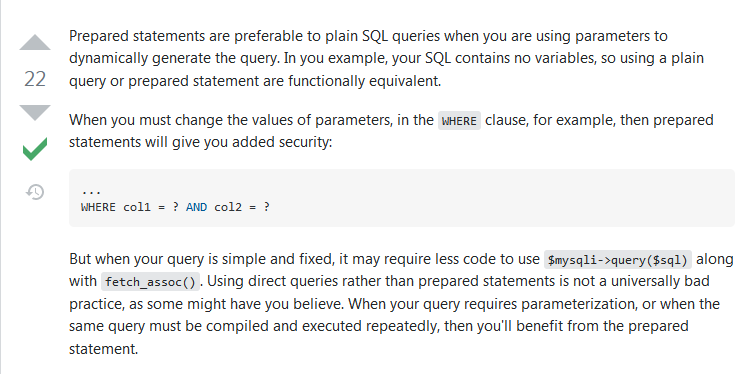 Prepared statements are preferable to plain SQL queries when you are using parameters to
dynamically generate the query. In you example, your SQL contains no variables, so using a plain
query or prepared statement are functionally equivalent.
22
When you must change the values of parameters, in the WHERE clause, for example, then prepared
statements will give you added security:
...
WHERE col1 = ? AND col2 = ?
But when your query is simple and fixed, it may require less code to use $mysqli->query($sql) along
with fetch_assoc(). Using direct queries rather than prepared statements is not a universally bad
practice, as some might have you believe. When your query requires parameterization, or when the
same query must be compiled and executed repeatedly, then you'll benefit from the prepared
statement.